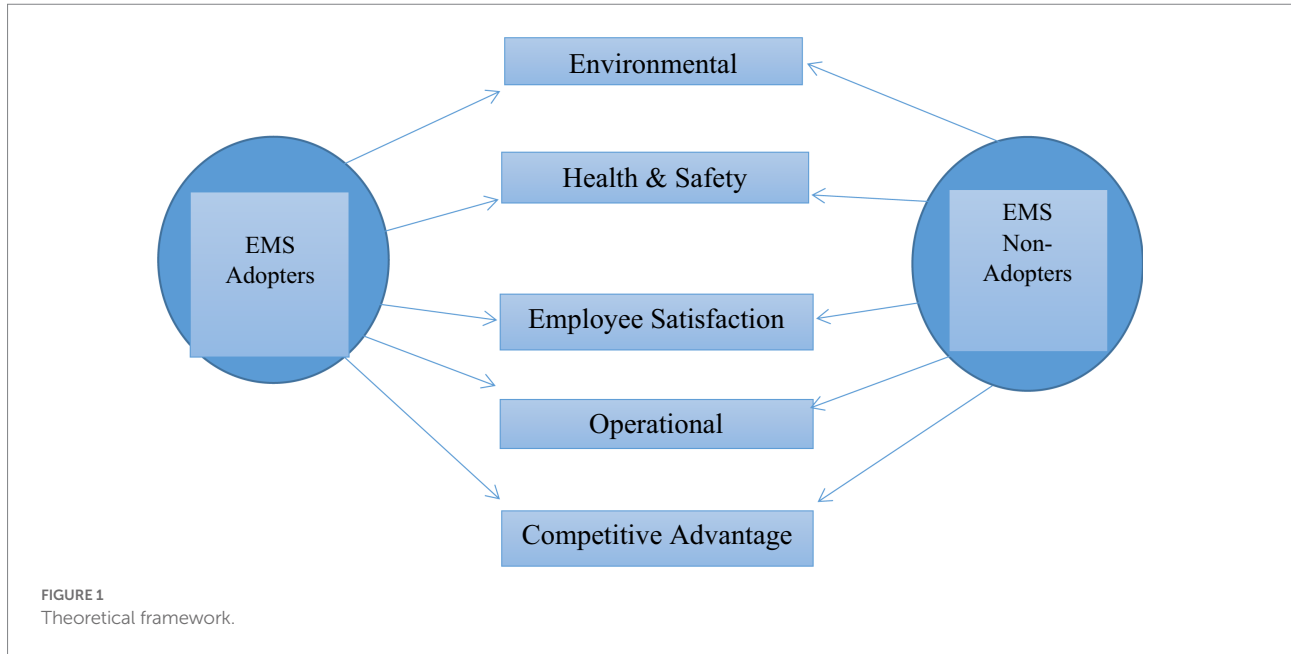 Environmental
Health & Safety
EMS
Adopters
EMS
Non-
Adopters
Employee Satisfaction
Operational
Competitive Advantage
FIGURE 1
Theoretical framework.